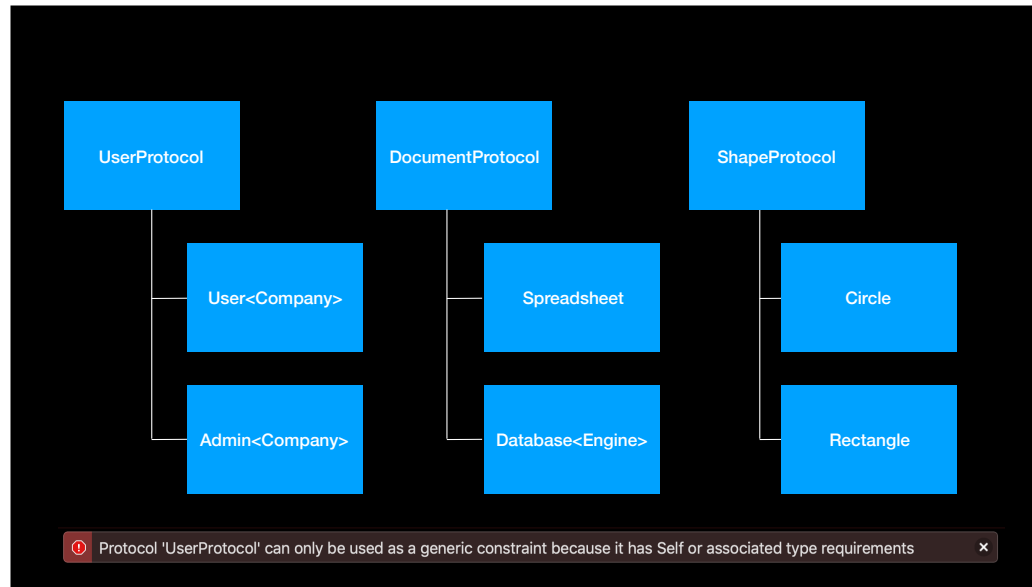 UserProtocol
DocumentProtocol
ShapeProtocol
User<Company>
Spreadsheet
Circle
Admin<Company>
Database<Engine>
Rectangle
Protocol 'UserProtocol' can only be used as a generic constraint because it has Self or associated type requirements